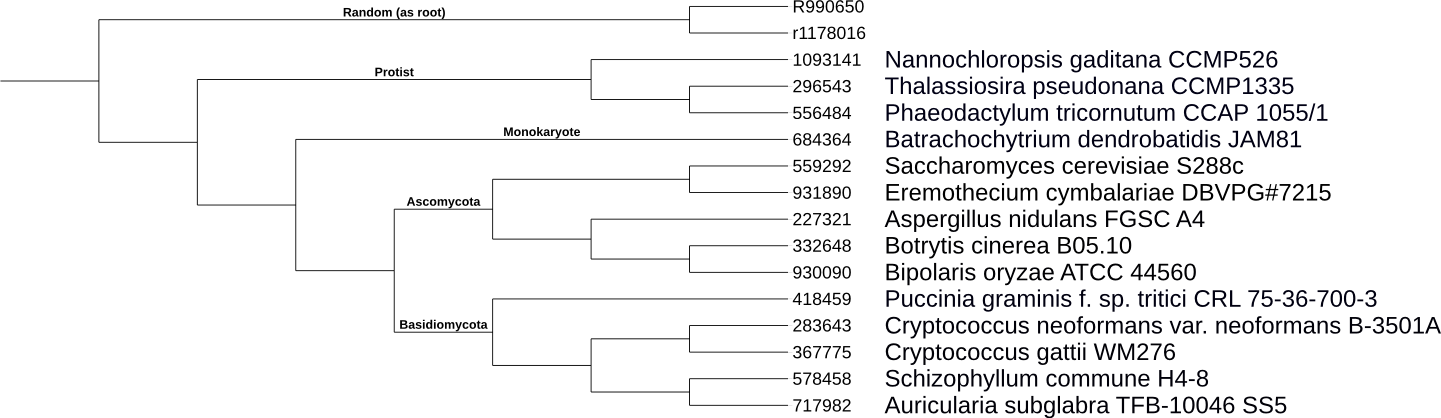 Random (as root)
R990650
r1178016
Protist
1093141 Nannochloropsis gaditana CCMP526
296543 Thalassiosira pseudonana CCMP1335
556484 Phaeodactylum tricornutum CCAP 1055/1
Monokaryote
684364 Batrachochytrium dendrobatidis JAM81
559292 Saccharomyces cerevisiae S288c
931890 Eremothecium cymbalariae DBVPG#7215
Ascomycota
227321 Aspergillus nidulans FGSC A4
332648 Botrytis cinerea B05.10
930090 Bipolaris oryzae ATCC 44560
418459 Puccinia graminis f. sp. tritici CRL 75-36-700-3
Basidiomycota
283643 Cryptococcus neoformans var. neoformans B-3501A
367775 Cryptococcus gattii WM276
578458 Schizophyllum commune H4-8
717982 Auricularia subglabra TFB-10046 SS5